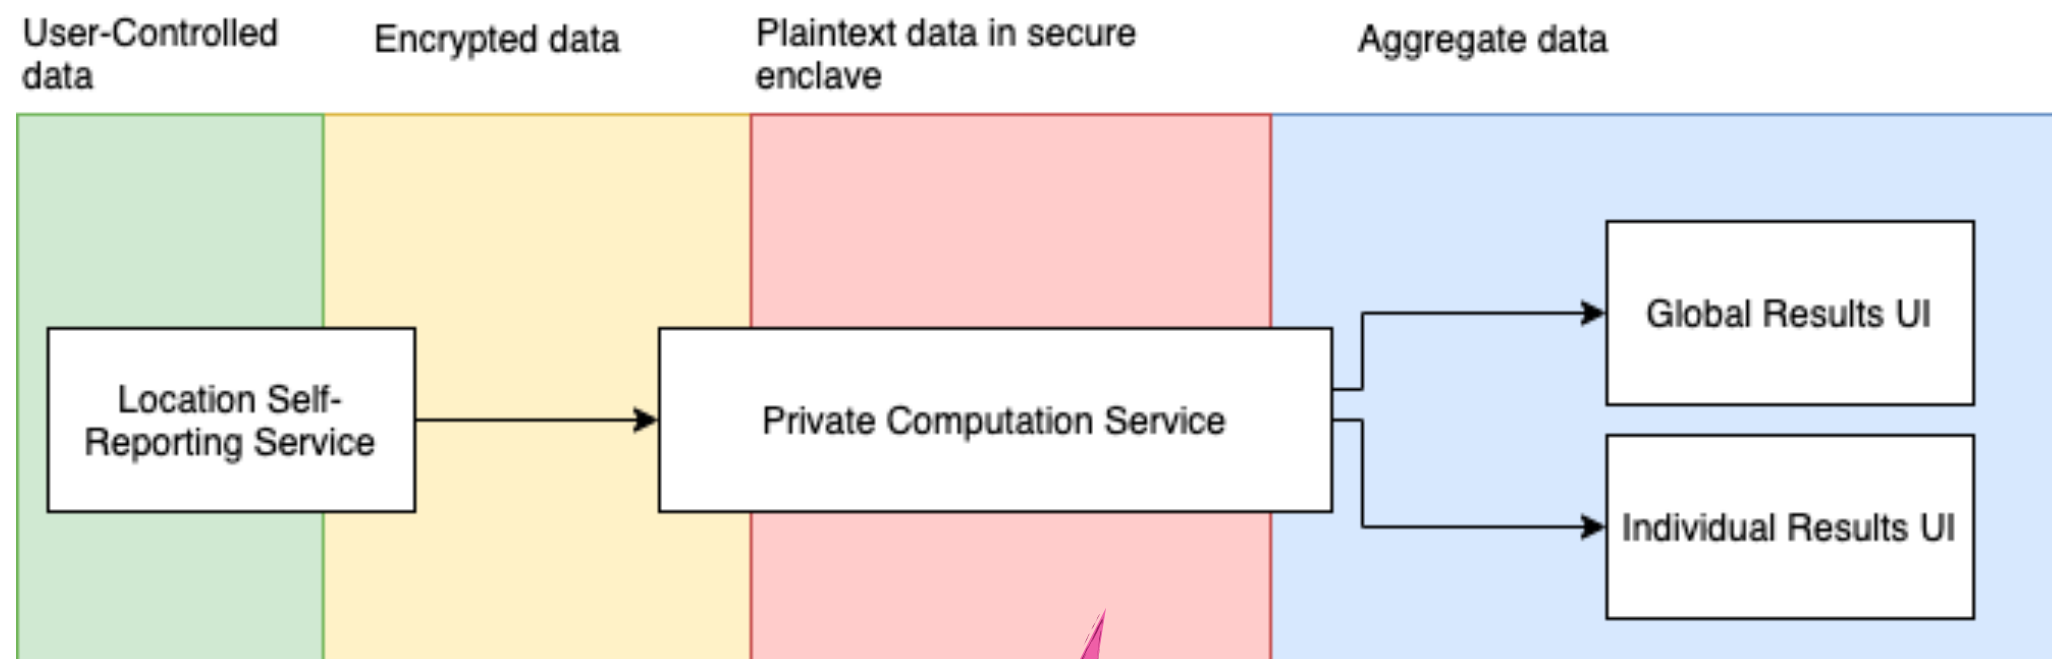 User-Controlled
data
Encrypted data
Plaintext data in secure
enclave
Aggregate data
Location Self-
Reporting Service
Private Computation Service
Global Results UI
Individual Results UI